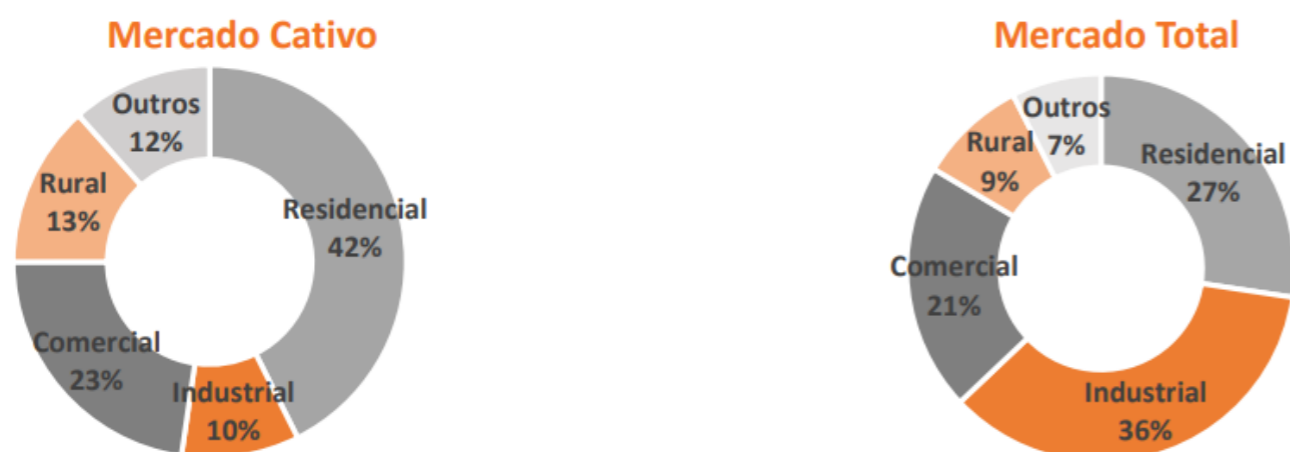 Mercado Cativo
Outros
12%
Rural
13%
Residencial
42%
Comercial
23%
Industrial
10%
Mercado Total
Outros
7%
Rural
9%
Residencial
27%
Comercial
21%
Industrial
36%